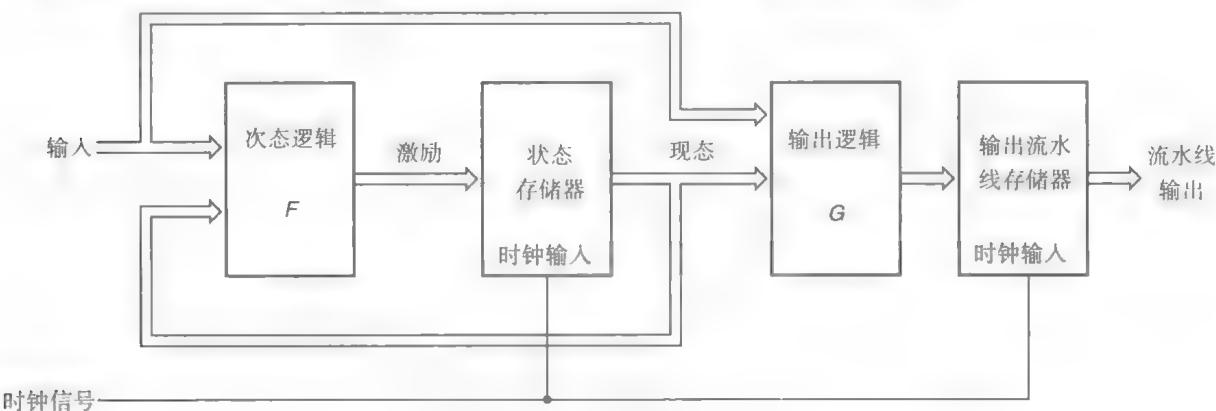 输入
次态逻辑
F
激励
状态
存储器
时钟输入
现态
输出逻辑
G
输出流水
线存储器
时钟输入
流水线
输出
时钟信号